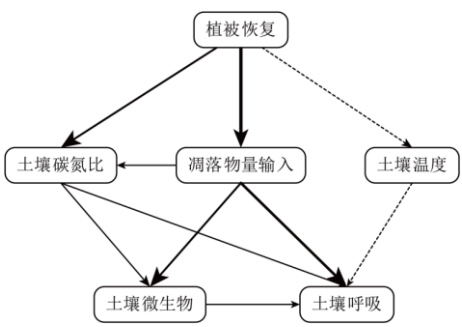 植被恢复
土壤碳氮比
凋落物量输入
土壤温度
土壤微生物
土壤呼吸